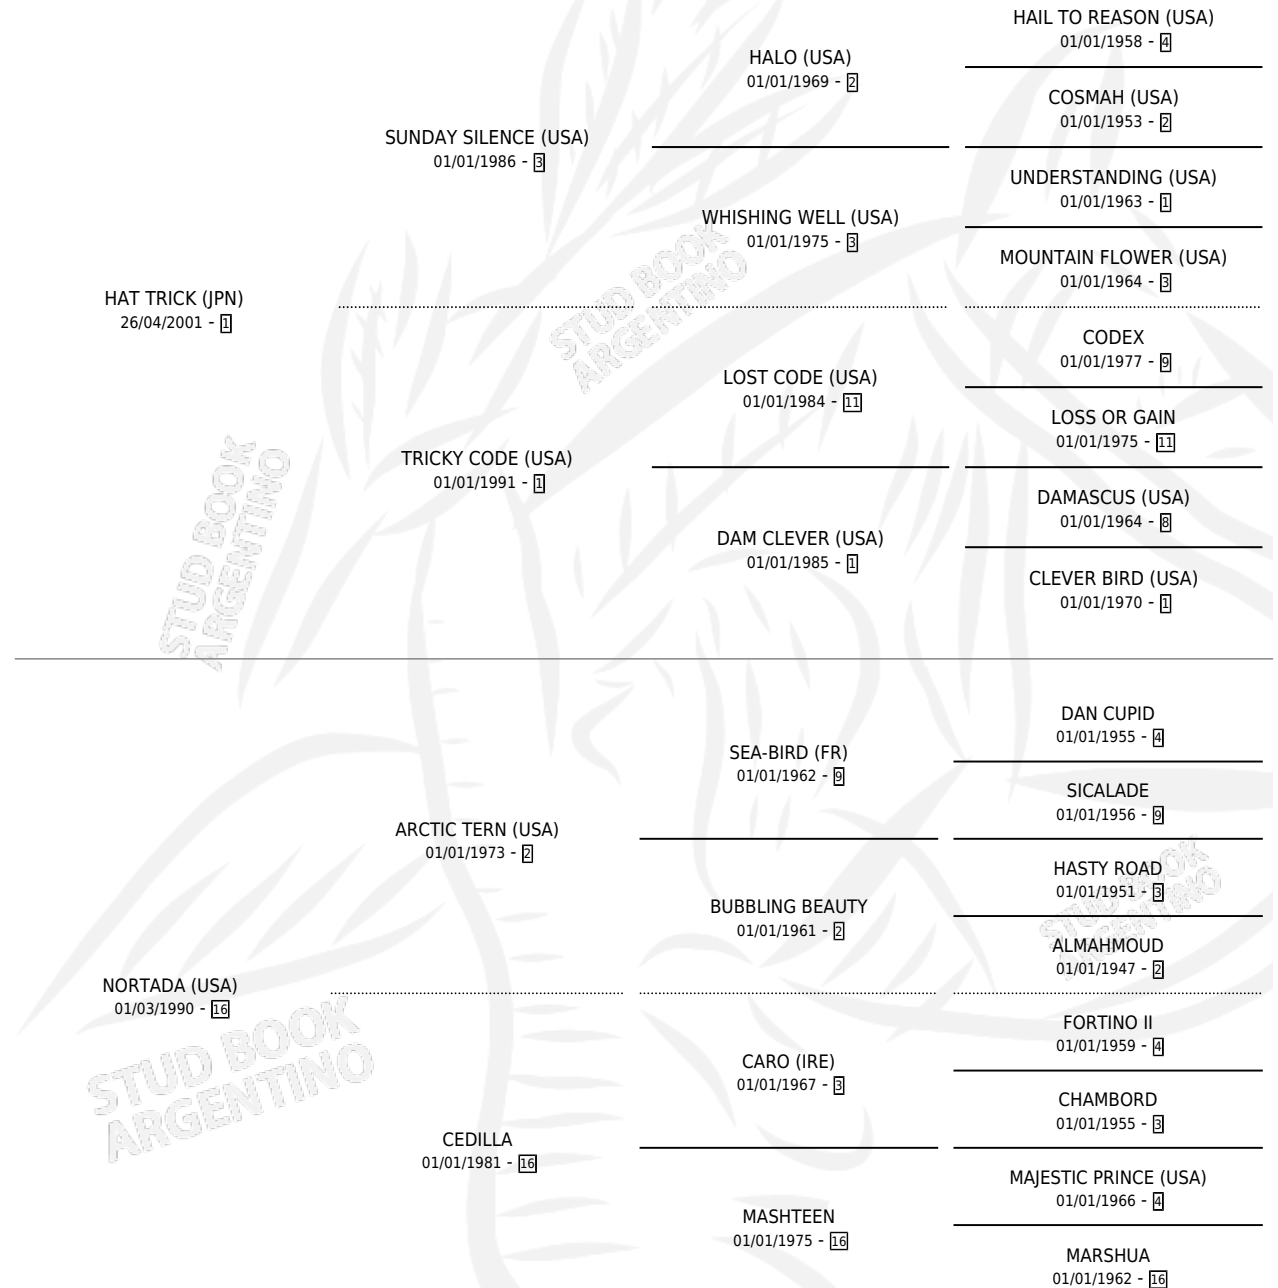 HAIL TO REASON (USA)
01/01/1958 - 4
HALO (USA)
01/01/1969 - 2
COSMAH (USA)
01/01/1953 - 2
SUNDAY SILENCE (USA)
01/01/1986 - 3
UNDERSTANDING (USA)
01/01/1963 - 1
WHISHING WELL (USA)
01/01/1975 - 3
MOUNTAIN FLOWER (USA)
01/01/1964 - 3
HAT TRICK (JPN)
26/04/2001 - 1
CODEX
01/01/1977 - 9
LOST CODE (USA)
01/01/1984 - 11
LOSS OR GAIN
01/01/1975 - 11
TRICKY CODE (USA)
01/01/1991 - 1
DAMASCUS (USA)
01/01/1964 - 8
DAM CLEVER (USA)
01/01/1985 - 1
CLEVER BIRD (USA)
01/01/1970 - 1
DAN CUPID
01/01/1955 - 4
SEA-BIRD (FR)
01/01/1962 - 9
SICALADE
01/01/1956 - 9
ARCTIC TERN (USA)
01/01/1973 - 2
HASTY ROAD
01/01/1951 - 3
BUBBLING BEAUTY
01/01/1961 - 2
ALMAHMOUD
01/01/1947 - 2
NORTADA (USA)
01/03/1990 - 16
FORTINO II
01/01/1959 - 4
CARO (IRE)
01/01/1967 - 3
CHAMBORD
01/01/1955 - 3
CEDILLA
01/01/1981 - 16
MAJESTIC PRINCE (USA)
01/01/1966 - 4
MASHTEEN
01/01/1975 - 16
MARSHUA
01/01/1962 - 16
STUD BOOK
ARGENTINO
STUD BOOK
ARGENTINO
STUD BOOK
ARGENTINO
STUD BOOK
ARGENTINO